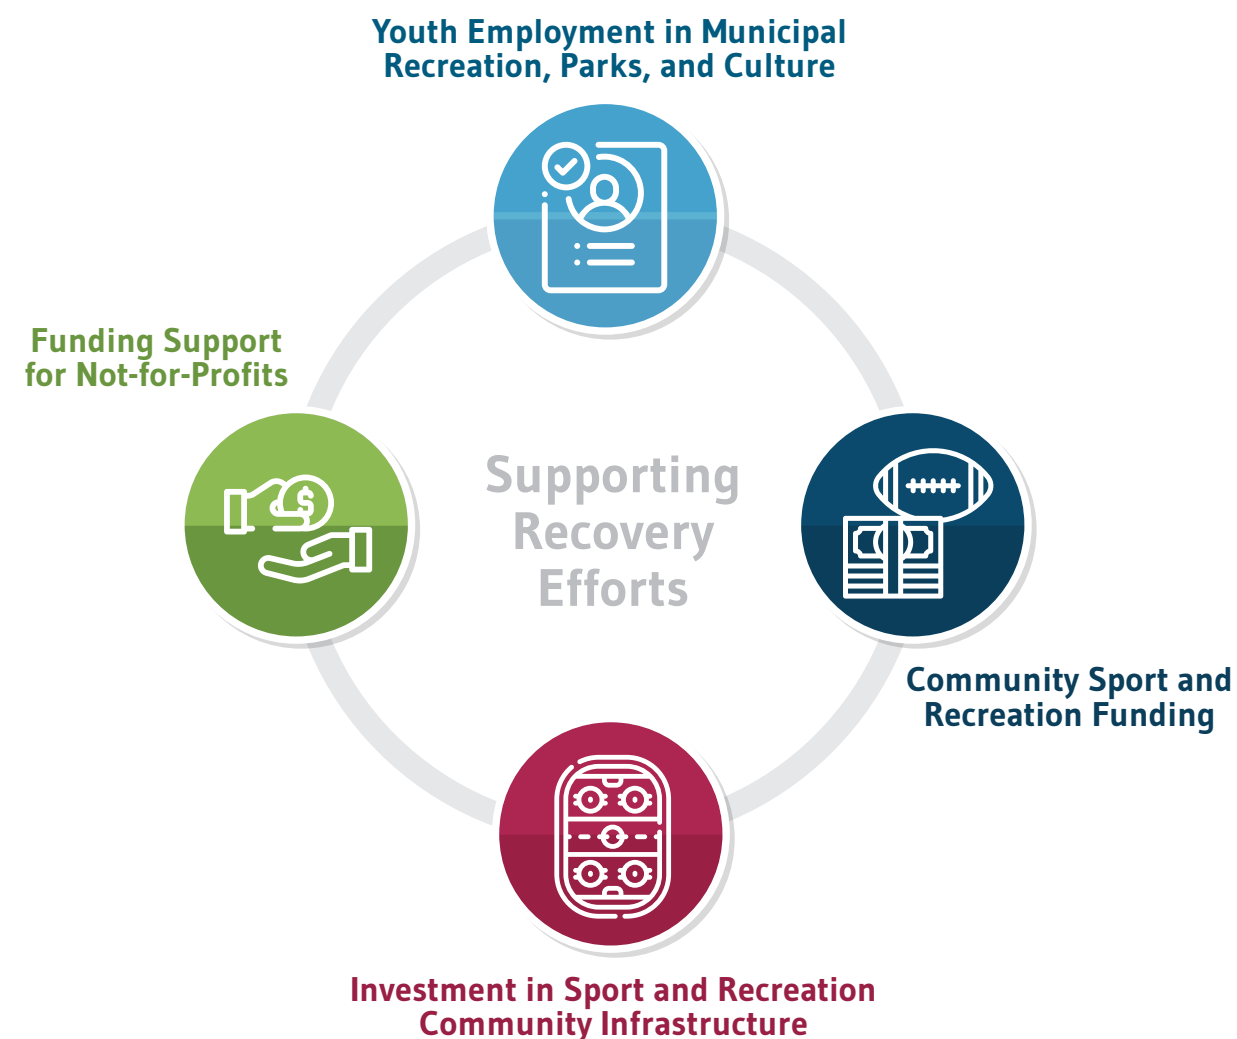 Youth Employment in Municipal
Recreation, Parks, and Culture
Funding Support
for Not-for-Profits
$
Supporting
Recovery
Efforts
Community Sport and
Recreation Funding
Investment in Sport and Recreation
Community Infrastructure